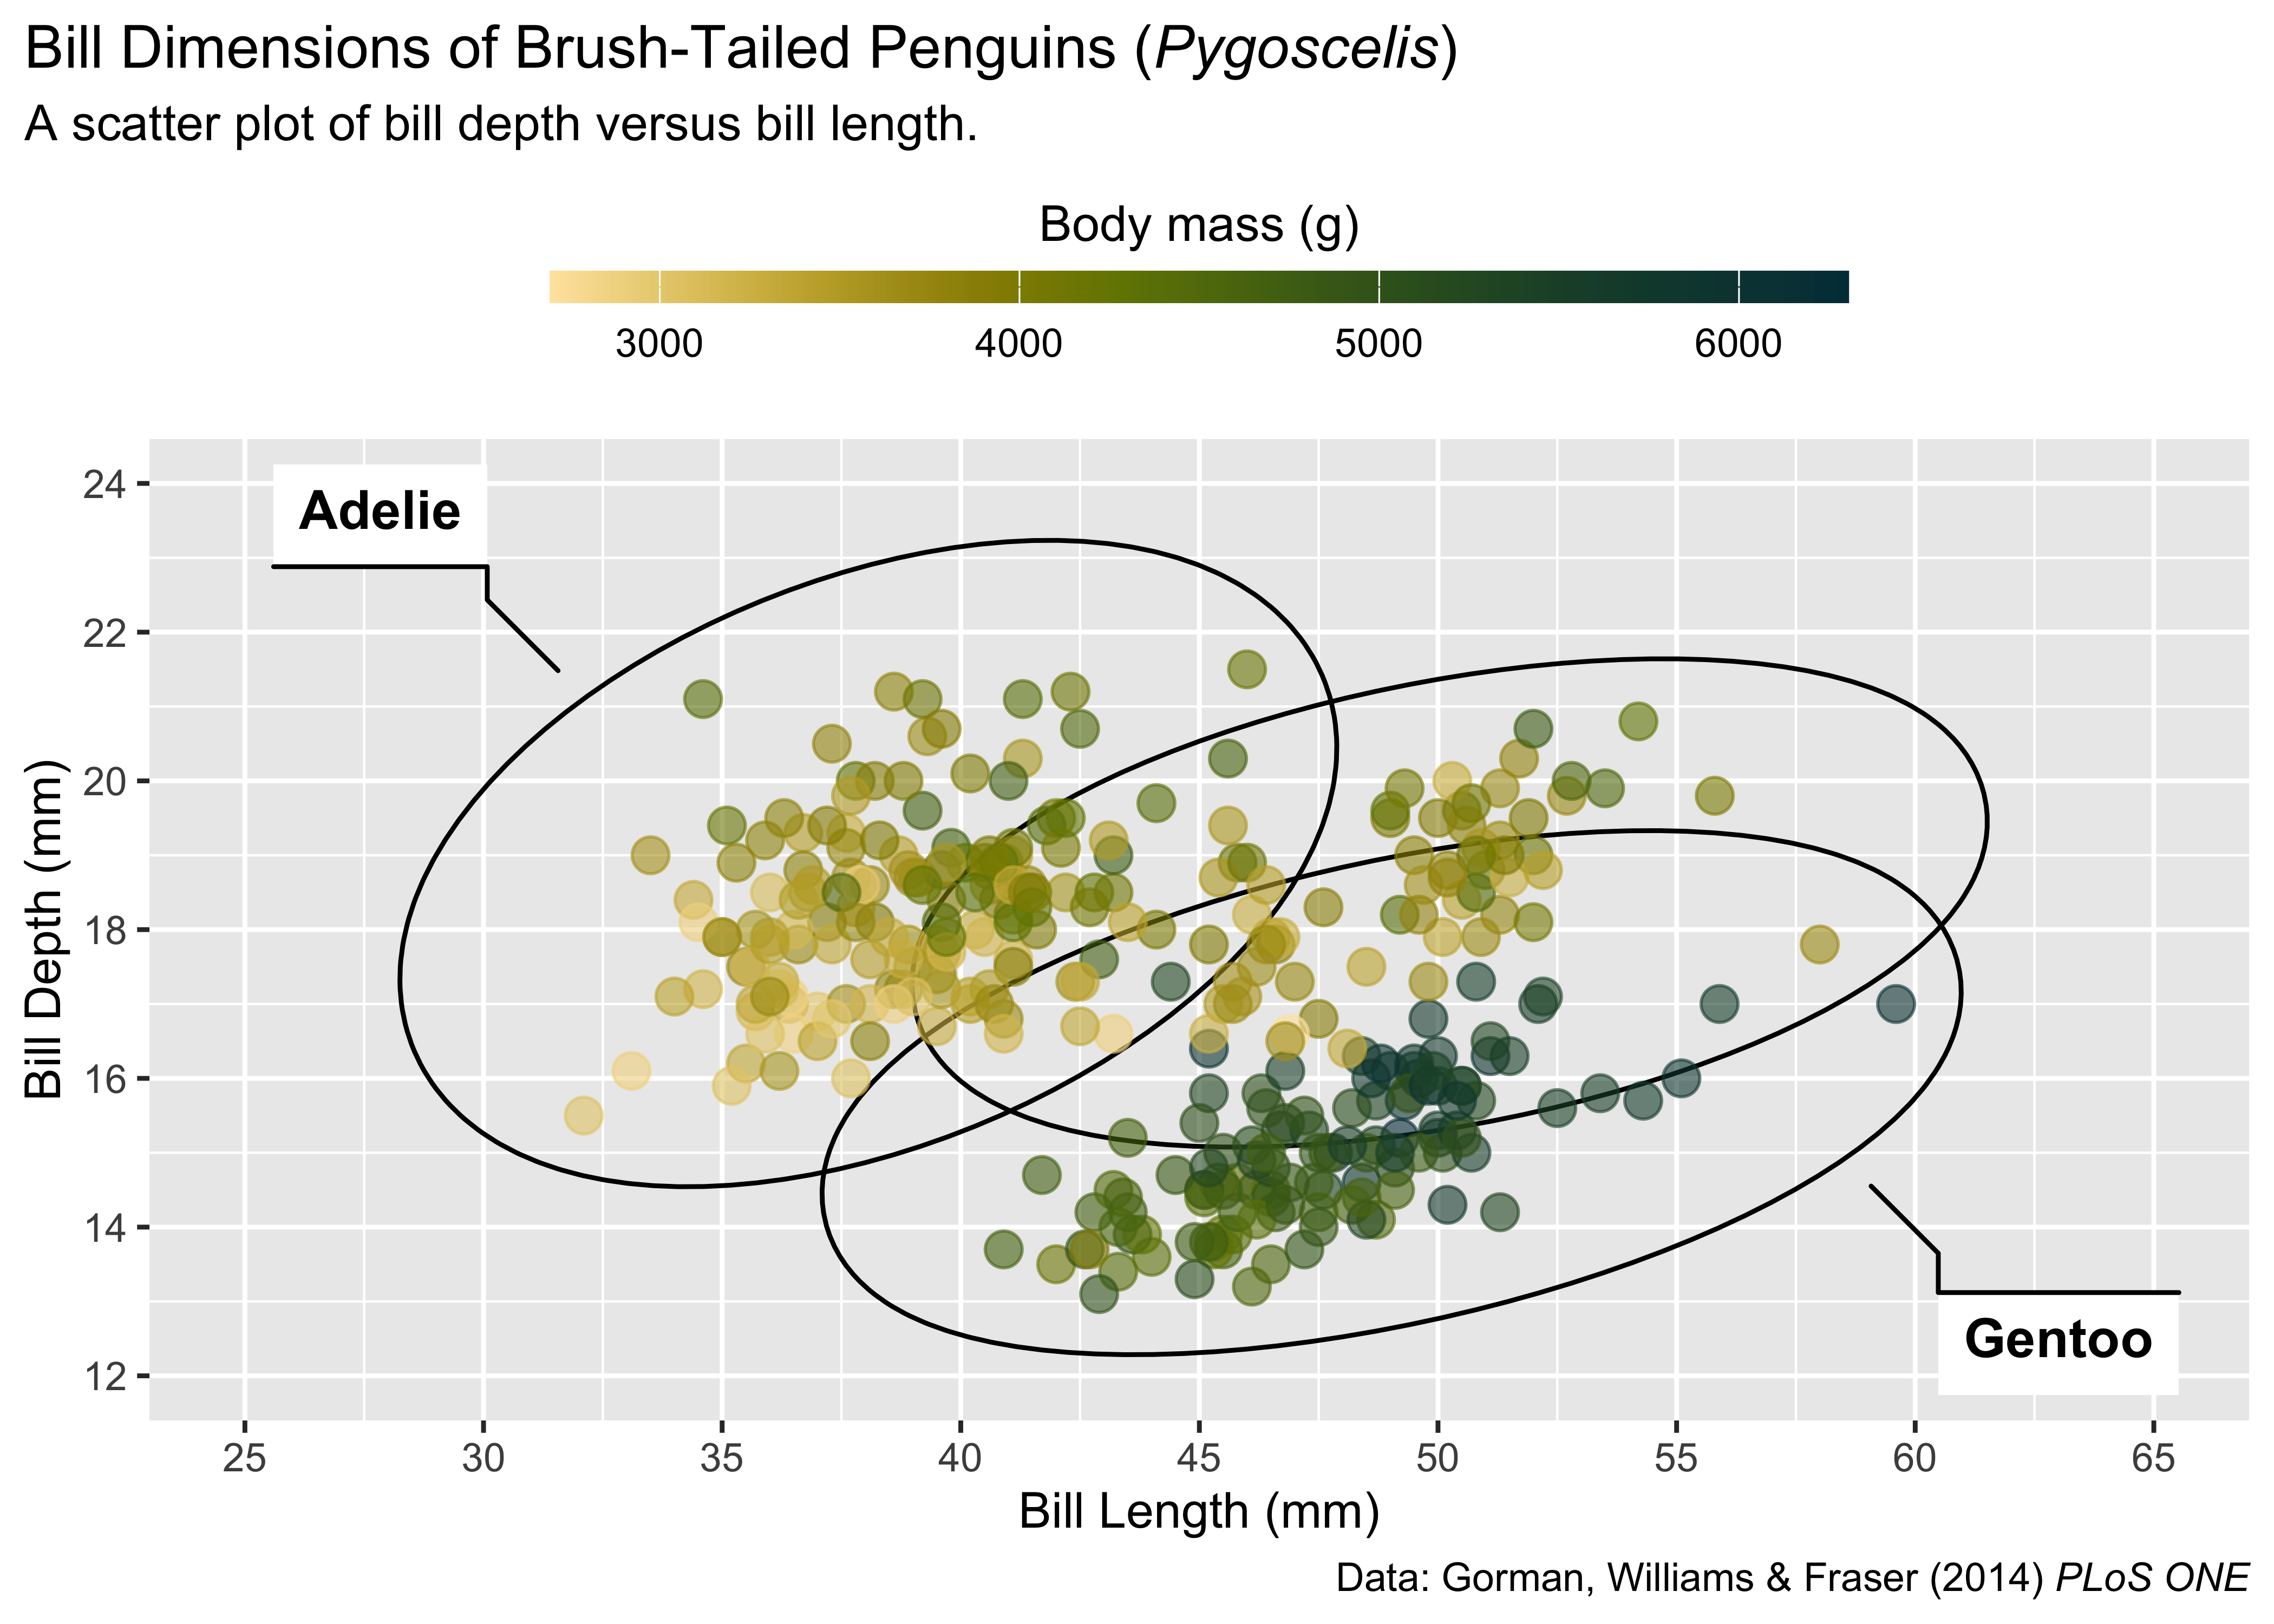 Bill Dimensions of Brush-Tailed Penguins (Pygoscelis)
A scatter plot of bill depth versus bill length.
Body mass (g)
3000 4000 5000 6000
Bill Depth (mm)
24
22
20
18
16
14
12
Adelie
Gentoo
25 30 35 40 45 50 55 60 65
Bill Length (mm)
Data: Gorman, Williams & Fraser (2014) PLoS ONE